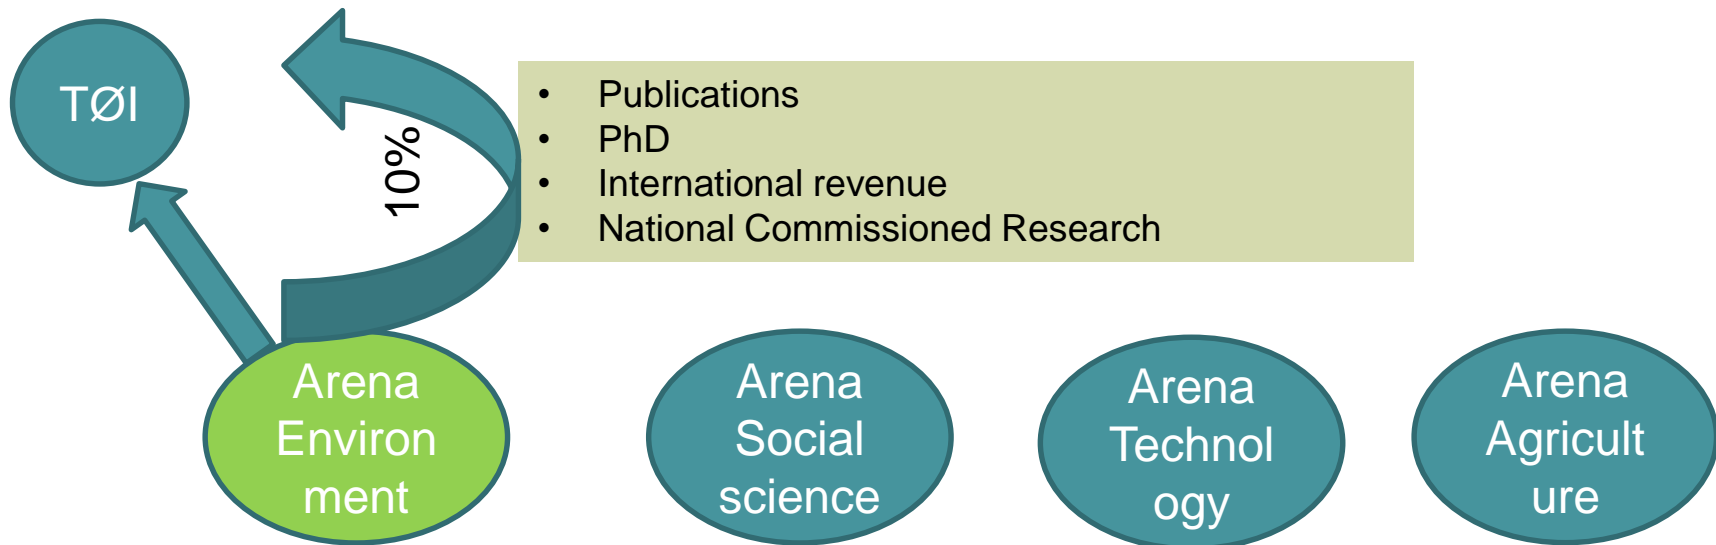 TØI
10%
• Publications
• PhD
• International revenue
• National Commissioned Research
Arena
Environ
ment
Arena
Social
science
Arena
Technol
ogy
Arena
Agricult
ure